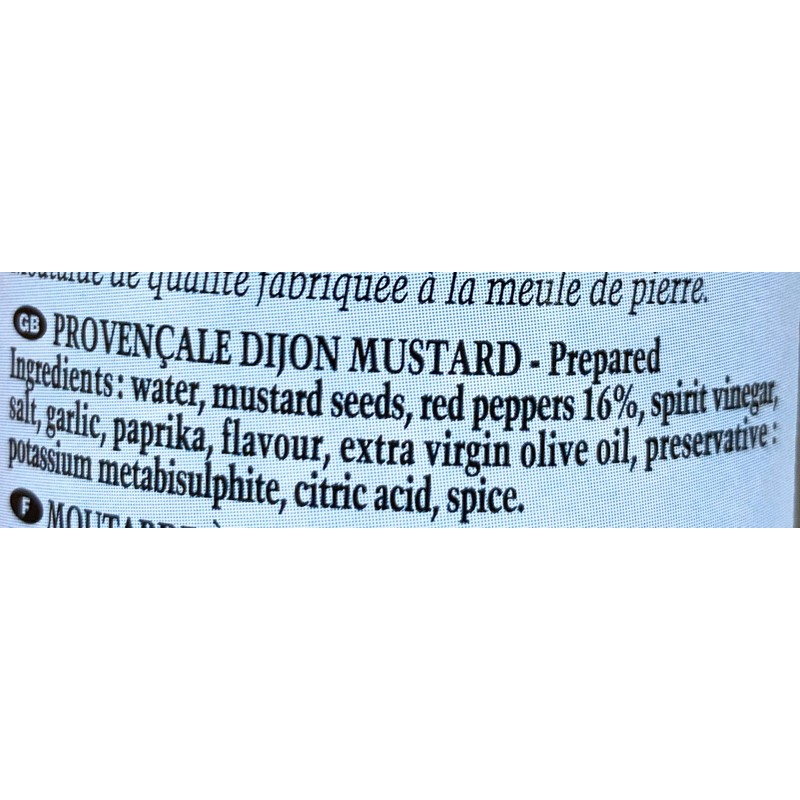 de qualité fabriquée à la meule de pierre.
GB PROVENÇALE DIJON MUSTARD - Prepared
Ingredients : water, mustard seeds, red peppers 16%, spirit vinegar,
salt, garlic, paprika, flavour, extra virgin olive oil, preservative :
potassium metabisulphite, citric acid, spice.
F